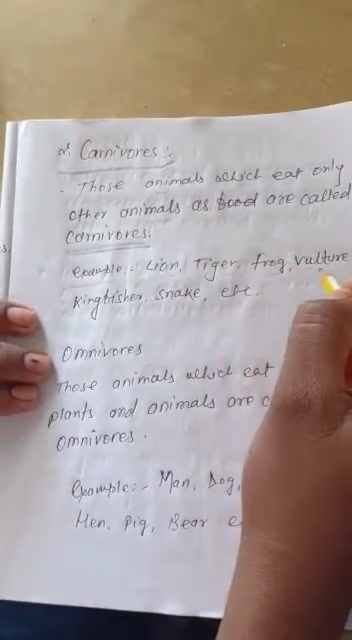 2. Carnivores :-
- Those animals which eat only
other animals as food are called
Carnivores.
Example :- Lion, Tiger, frog, vulture
Kingfisher, snake, etc.
Omnivores
Those animals which eat
plants and animals are
omnivores.
Example :- Man, Dog,
Hen, Pig, Bear